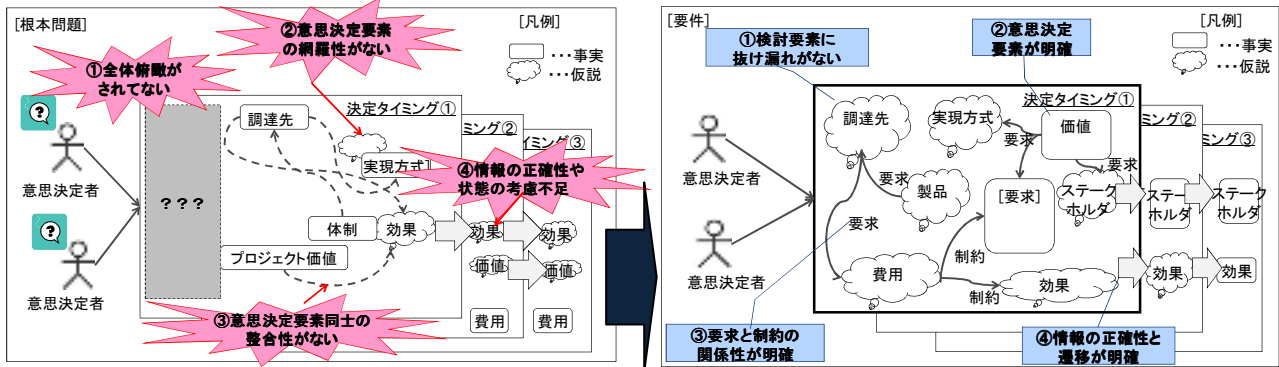 [根本問題]
[凡例]
・・・事実
・・・仮説
②意思決定要素
の網羅性がない
①全体俯瞰が
されてない
決定タイミング①
ミング②
イミング③
?
意思決定者
?
意思決定者
???
調達先
実現方式
④情報の正確性や
状態の考慮不足
体制
効果
効果
効果
プロジェクト価値
価値
価値
費用
費用
③意思決定要素同士の
整合性がない
[要件]
[凡例]
・・・事実
・・・仮説
①検討要素に
抜け漏れがない
②意思決定
要素が明確
決定タイミング①
ミング②
ミング③
意思決定者
意思決定者
調達先
実現方式
価値
要求
要求
要求
要求
要求
製品
[要求]
ステーク
ホルダ
ステー
ホルダ
ステーク
ホルダ
制約
費用
制約
効果
効果
効果
③要求と制約の
関係性が明確
④情報の正確性と
遷移が明確